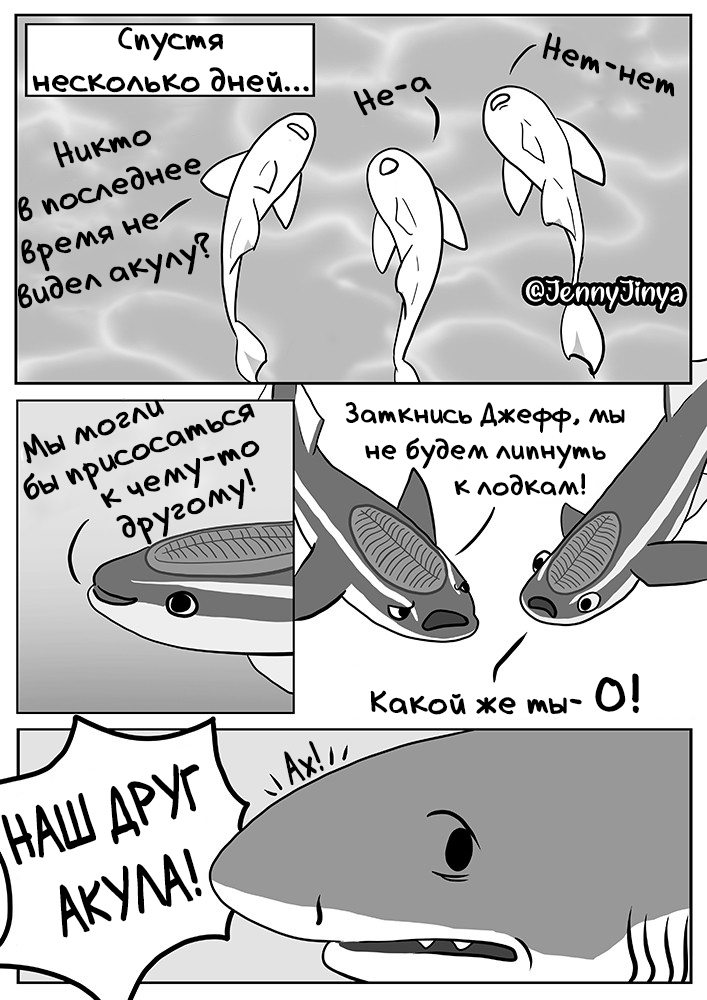 Спустя
несколько дней...
Никто
в последнее
время не
видел акулу?
Не-а
Нет-нет
@JennyJinya
Мы могли
бы присосаться
к чему-то
другому!
Заткнись Джефф, мы
не будем липнуть
к лодкам!
Какой же ты- О!
НАШ ДРУГ
АКУЛА!
Ах!